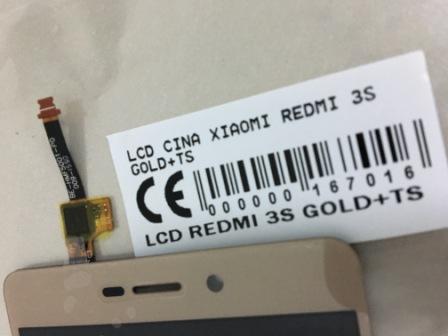 LCD CINA XIAOMI REDMI 3S
GOLD+TS
CE
000000 167016
LCD REDMI 3S GOLD+TS